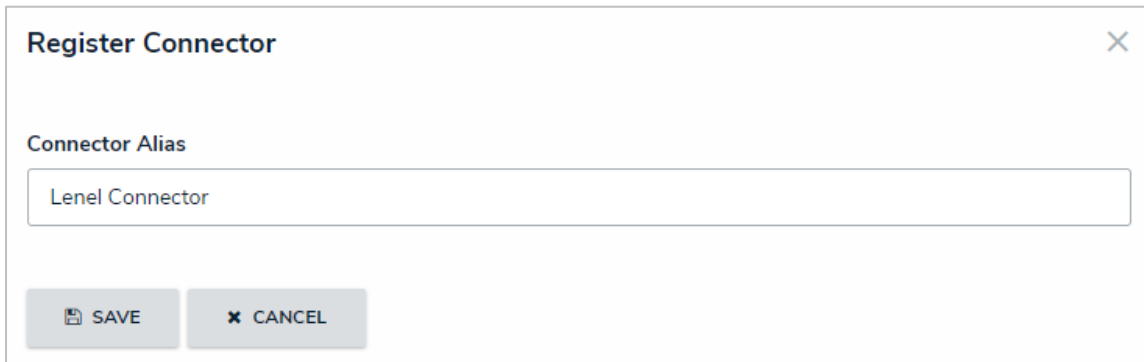 Register Connector
Connector Alias
Lenel Connector
SAVE CANCEL